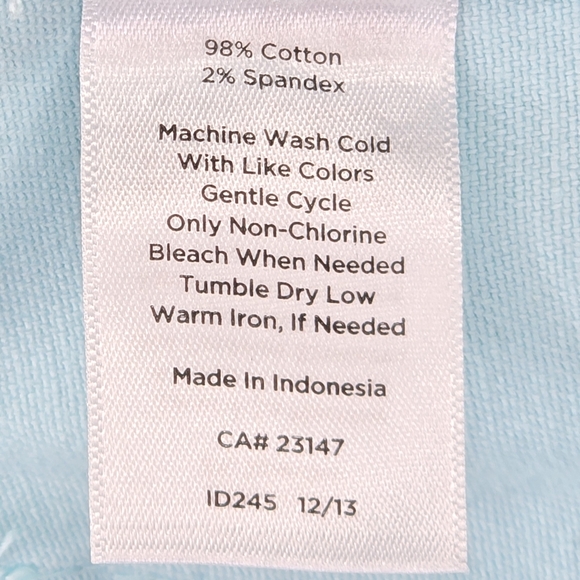 98% Cotton
2% Spandex
Machine Wash Cold
With Like Colors
Gentle Cycle
Only Non-Chlorine
Bleach When Needed
Tumble Dry Low
Warm Iron, If Needed
Made In Indonesia
CA# 23147
ID245 12/13